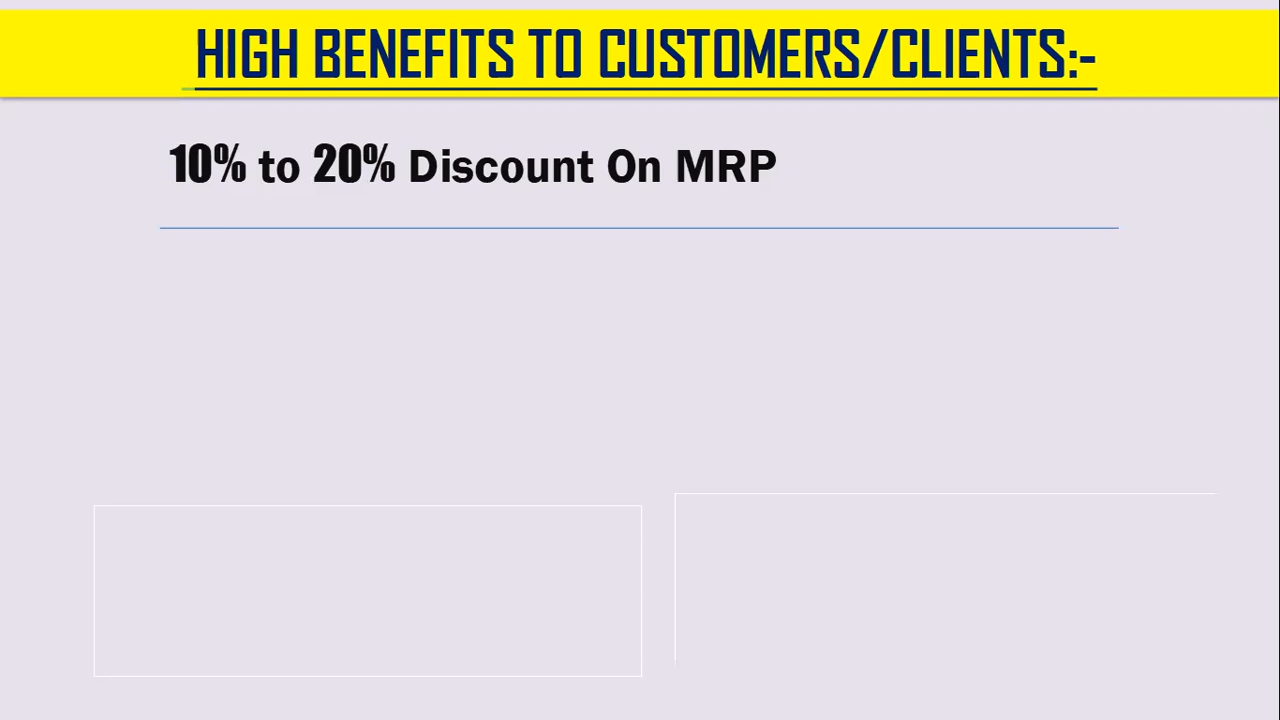 HIGH BENEFITS TO CUSTOMERS/CLIENTS:-
10% to 20% Discount On MRP